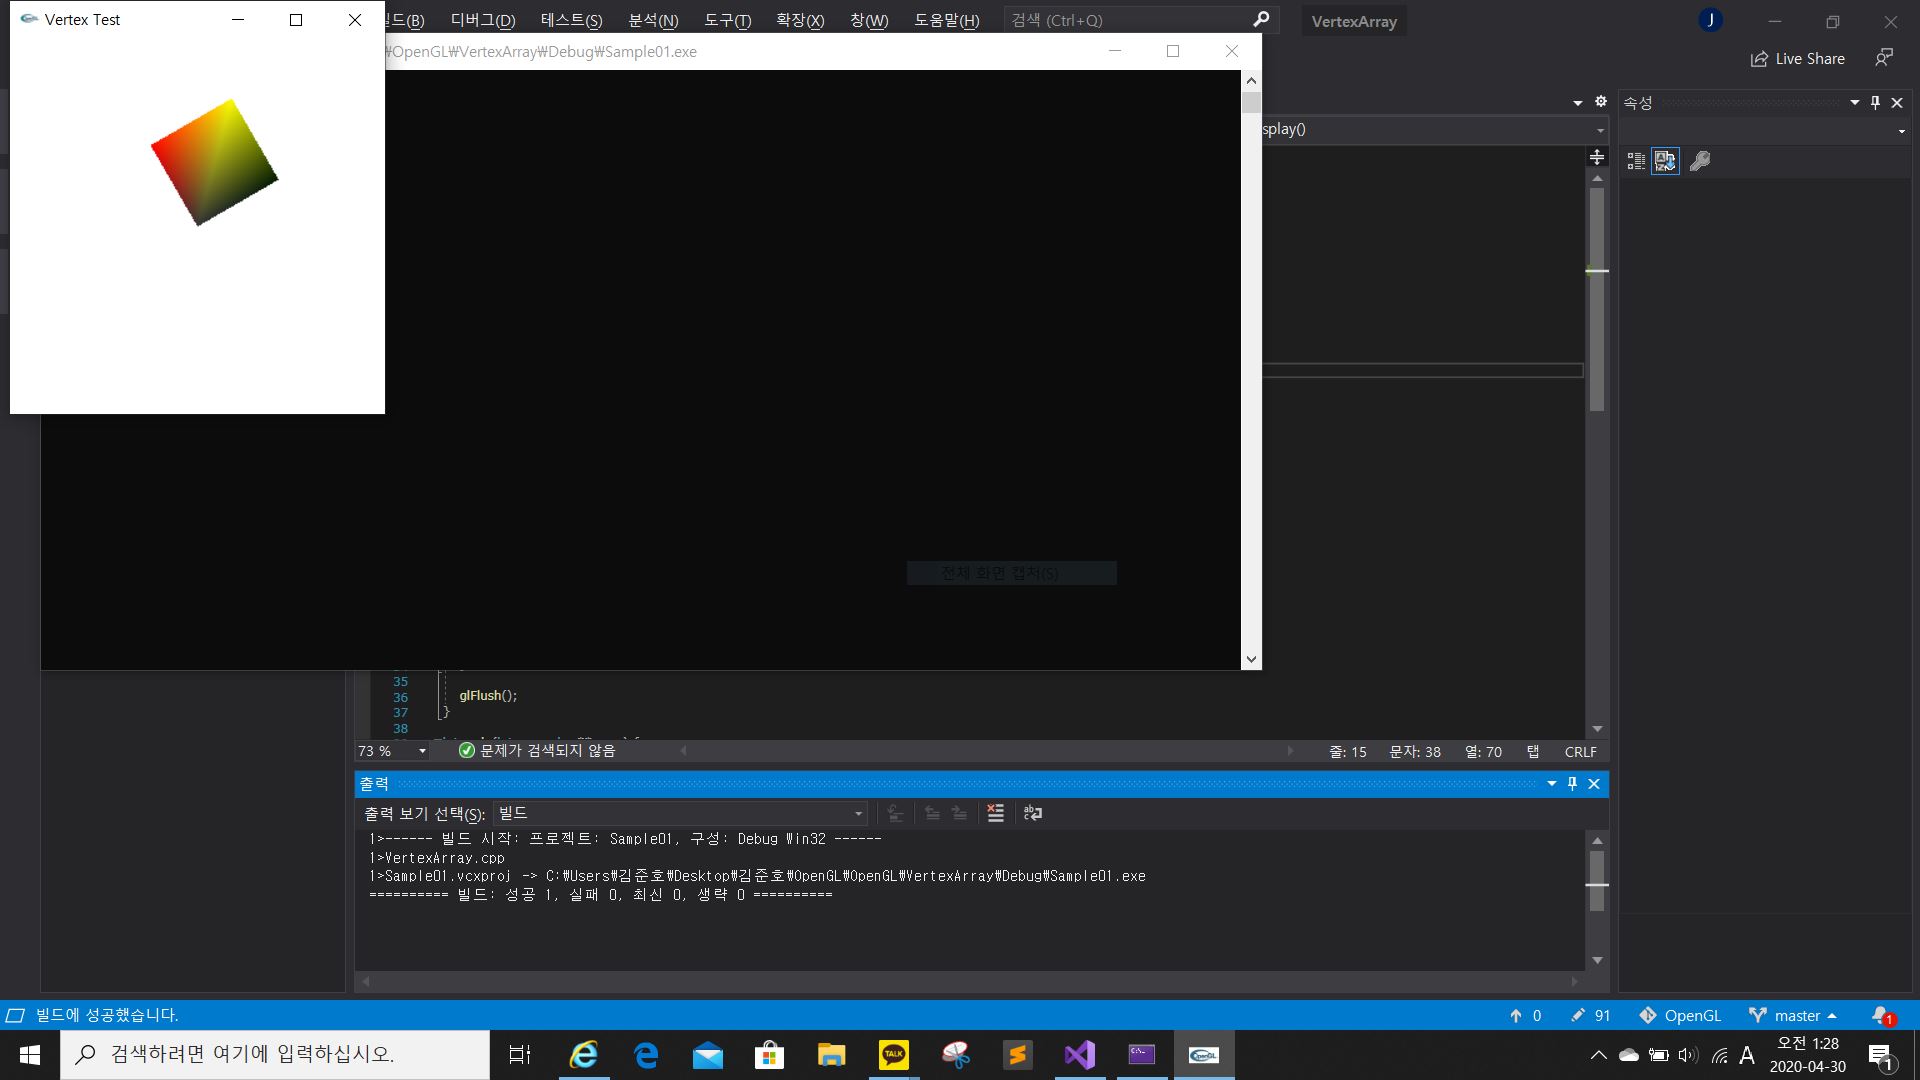 Vertex Test
빌드(B) 디버그(D) 테스트(S) 분석(N) 도구(T) 확장(X) 창(W) 도움말(H) 검색 (Ctrl+Q) VertexArray J
₩OpenGL₩VertexArray₩Debug₩Sample01.exe
Live Share
속성
splay()
전체 화면 캡처(S)
35
36 glFlush();
37 }
38
73 % 문제가 검색되지 않음 줄: 15 문자: 38 열: 70 탭 CRLF
출력
출력 보기 선택(S): 빌드
1>------ 빌드 시작: 프로젝트: Sample01, 구성: Debug Win32 ------
1>VertexArray.cpp
1>Sample01.vcxproj -> C:₩Users₩김준호₩Desktop₩김준호₩OpenGL₩OpenGL₩VertexArray₩Debug₩Sample01.exe
========== 빌드: 성공 1, 실패 0, 최신 0, 생략 0 ==========
빌드에 성공했습니다. 0 91 OpenGL master 1
검색하려면 여기에 입력하십시오. TALK OpenGL A 오전 1:28
2020-04-30 1